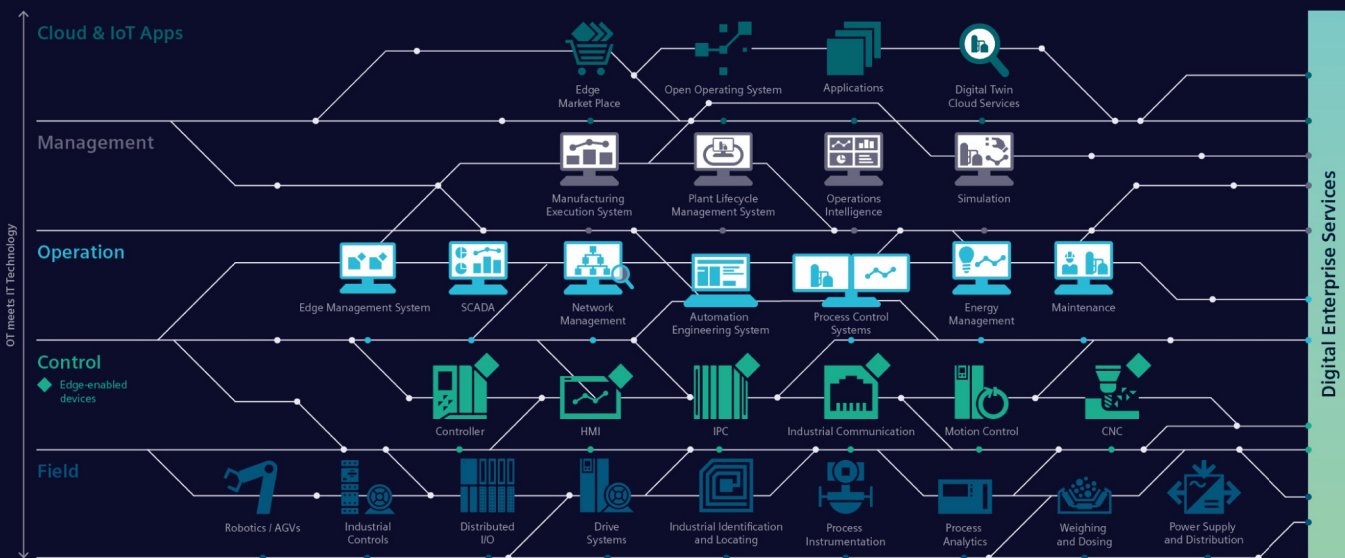 OT meets IT Technology
Cloud & IoT Apps
Edge
Market Place
Open Operating System
Applications
Digital Twin
Cloud Services
Management
Manufacturing
Execution System
Plant Lifecycle
Management System
Operations
Intelligence
Simulation
Operation
Edge Management System
SCADA
Network
Management
Automation
Engineering System
Process Control
Systems
Energy
Management
Maintenance
Control
Edge-enabled
devices
Controller
HMI
IPC
Industrial Communication
Motion Control
CNC
Field
Robotics / AGVs
Industrial
Controls
Distributed
I/O
Drive
Systems
Industrial Identification
and Locating
Process
Instrumentation
Process
Analytics
Weighing
and Dosing
Power Supply
and Distribution
Digital Enterprise Services